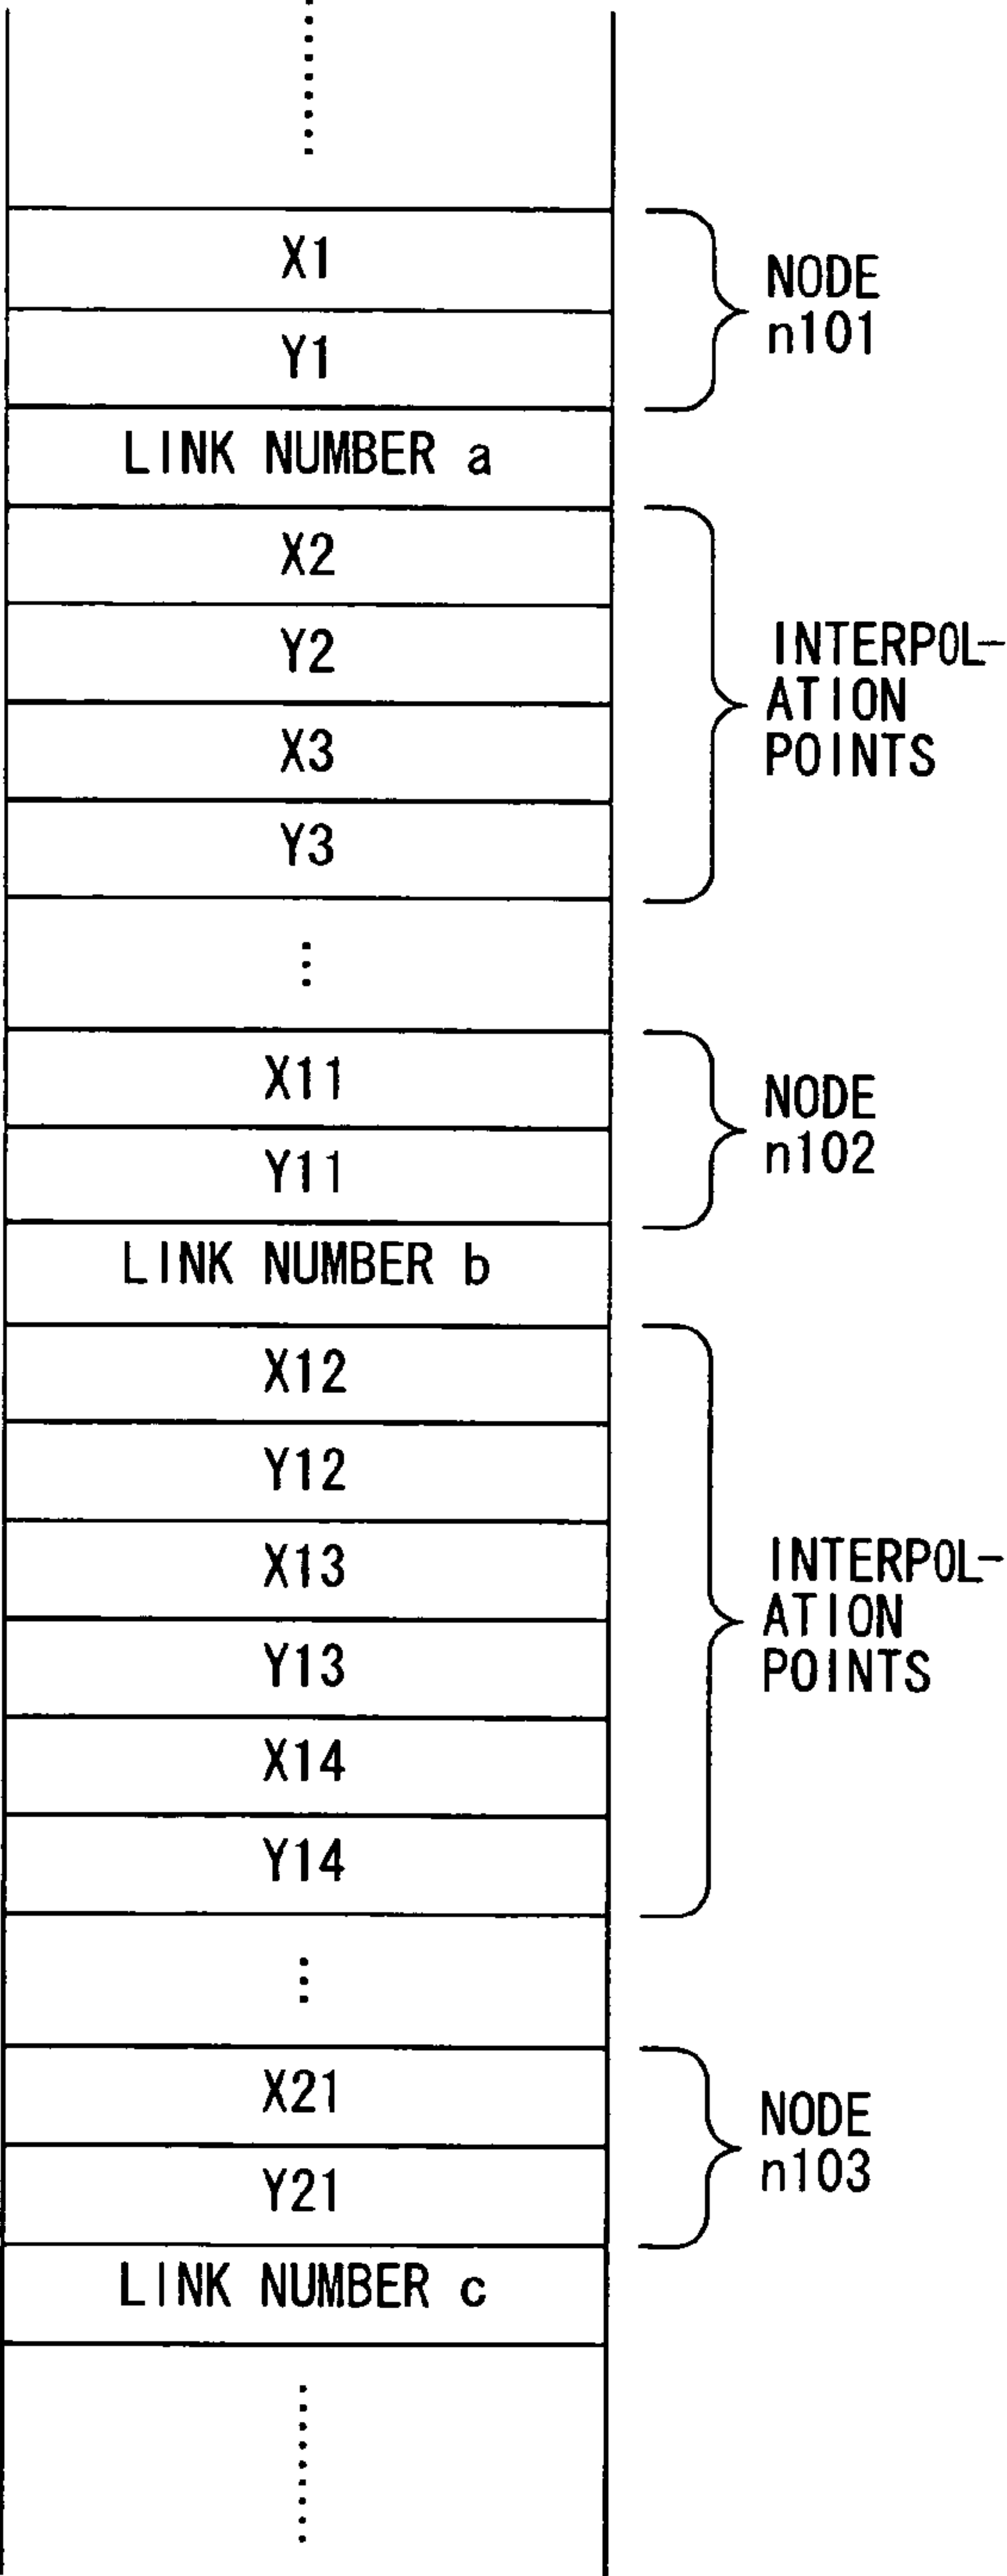 X1
Y1
NODE
n101
LINK NUMBER a
X2
Y2
X3
Y3
INTERPOL-
ATION
POINTS
X11
Y11
NODE
n102
LINK NUMBER b
X12
Y12
X13
Y13
X14
Y14
INTERPOL-
ATION
POINTS
X21
Y21
NODE
n103
LINK NUMBER c